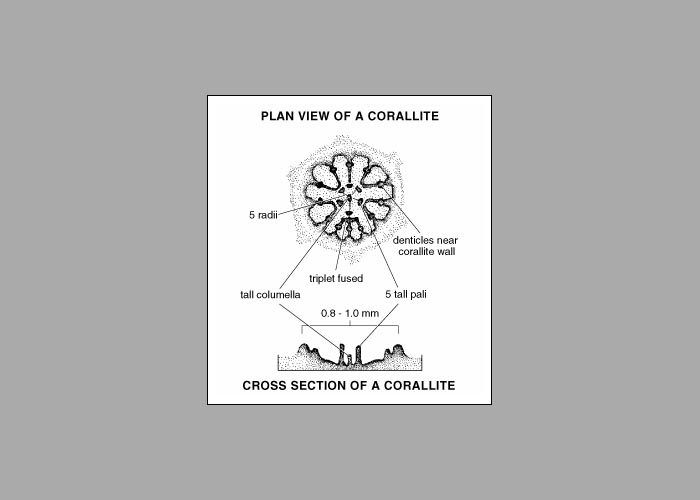 PLAN VIEW OF A CORALLITE
5 radii
denticles near
corallite wall
triplet fused
tall columella
5 tall pali
0.8 - 1.0 mm
CROSS SECTION OF A CORALLITE